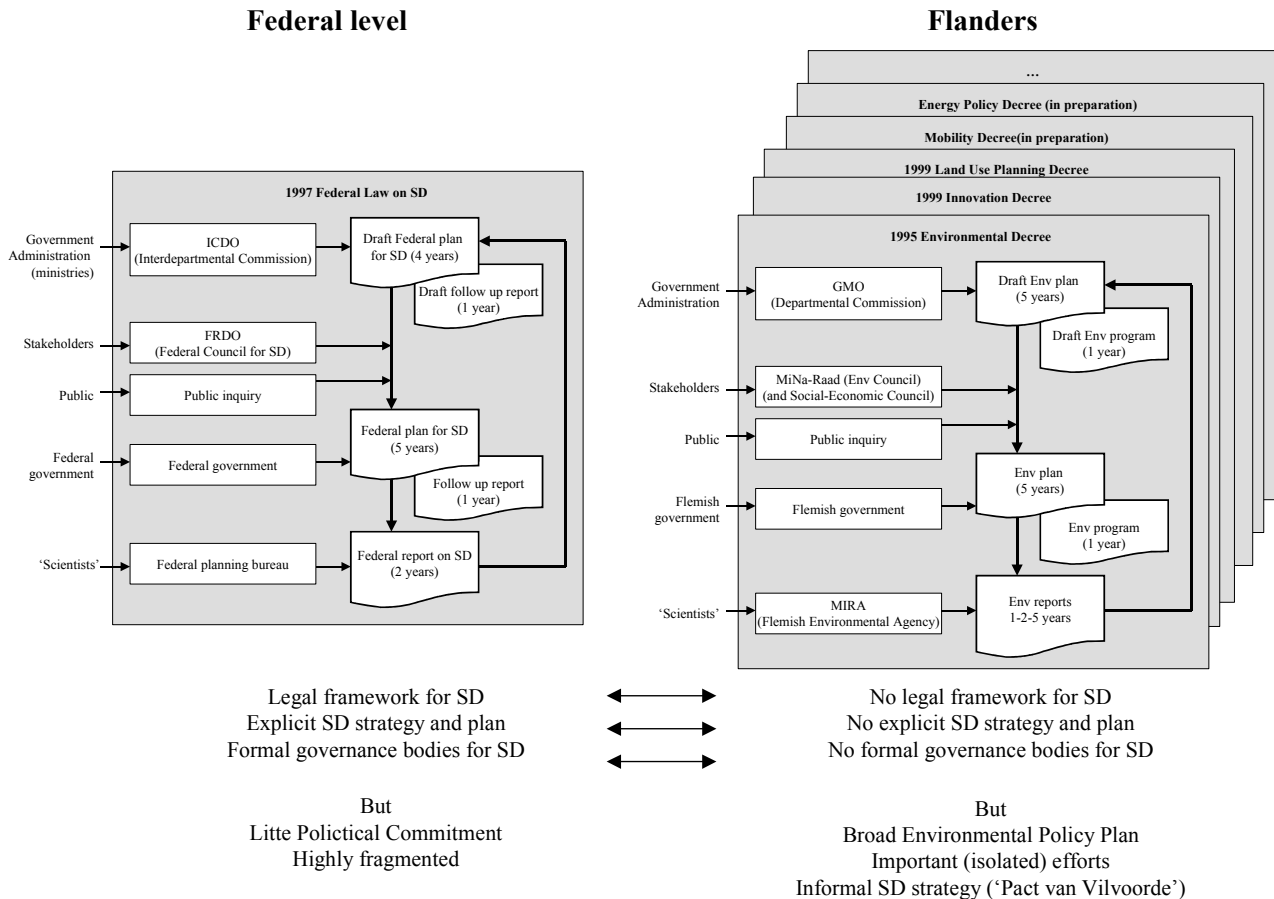 Federal level
1997 Federal Law on SD
Government
Administration
(ministries)
ICDO
(Interdepartmental Commission)
Draft Federal plan
for SD (4 years)
Draft follow up report
(1 year)
Stakeholders
FRDO
(Federal Council for SD)
Public
Public inquiry
Federal plan for SD
(5 years)
Federal
government
Federal government
Follow up report
(1 year)
‘Scientists’
Federal planning bureau
Federal report on SD
(2 years)
Flanders
...
Energy Policy Decree (in preparation)
Mobility Decree(in preparation)
1999 Land Use Planning Decree
1999 Innovation Decree
1995 Environmental Decree
Government
Administration
GMO
(Departmental Commission)
Draft Env plan
(5 years)
Draft Env program
(1 year)
Stakeholders
MiNa-Raad (Env Council)
(and Social-Economic Council)
Public
Public inquiry
Env plan
(5 years)
Flemish
government
Flemish government
Env program
(1 year)
‘Scientists’
MIRA
(Flemish Environmental Agency)
Env reports
1-2-5 years
Legal framework for SD
Explicit SD strategy and plan
Formal governance bodies for SD
But
Litte Polictical Commitment
Highly fragmented
No legal framework for SD
No explicit SD strategy and plan
No formal governance bodies for SD
But
Broad Environmental Policy Plan
Important (isolated) efforts
Informal SD strategy (‘Pact van Vilvoorde’)